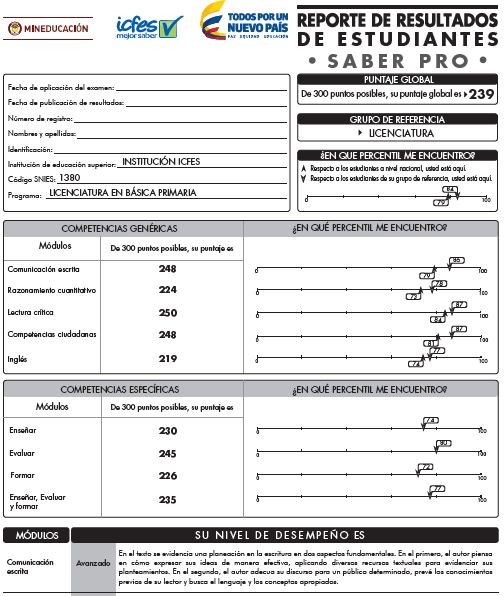 MINEDUCACIÓN
icfes
mejor saber
TODOS POR UN
NUEVO PAÍS
PAZ EQUIDAD EDUCACIÓN
REPORTE DE RESULTADOS
DE ESTUDIANTES
• SABER PRO •
Fecha de aplicación del examen:
Fecha de publicación de resultados:
Número de registro:
Nombres y apellidos:
Identificación:
Institución de educación superior: INSTITUCIÓN ICFES
Código SNIES: 1380
Programa: LICENCIATURA EN BÁSICA PRIMARIA
PUNTAJE GLOBAL
De 300 puntos posibles, su puntaje global es 239
GRUPO DE REFERENCIA
LICENCIATURA
¿EN QUE PERCENTIL ME ENCUENTRO?
Respecto a los estudiantes a nivel nacional, usted está aquí.
Respecto a los estudiantes de su grupo de referencia, usted está aquí.
84
0 100
79
COMPETENCIAS GENÉRICAS ¿EN QUÉ PERCENTIL ME ENCUENTRO?
Módulos De 300 puntos posibles, su puntaje es
Comunicación escrita 248 0 79 86 100
Razonamiento cuantitativo 224 0 73 78 100
Lectura crítica 250 0 84 87 100
Competencias ciudadanas 248 0 81 87 100
Inglés 219 0 74 77 100
COMPETENCIAS ESPECÍFICAS ¿EN QUÉ PERCENTIL ME ENCUENTRO?
Módulos De 300 puntos posibles, su puntaje es
Enseñar 230 0 74 100
Evaluar 245 0 80 100
Formar 226 0 72 100
Enseñar, Evaluar
y formar 235 0 77 100
MÓDULOS SU NIVEL DE DESEMPEÑO ES
Comunicación
escrita
Avanzado
En el texto se evidencia una planeación en la escritura en dos aspectos fundamentales. En el primero, el autor piensa
en cómo expresar sus ideas de manera efectiva, aplicando diversos recursos textuales para evidenciar sus
planteamientos. En el segundo, el autor adecua su discurso para un público determinado, prevé los conocimientos
previos de su lector y busca el lenguaje y los conceptos apropiados.